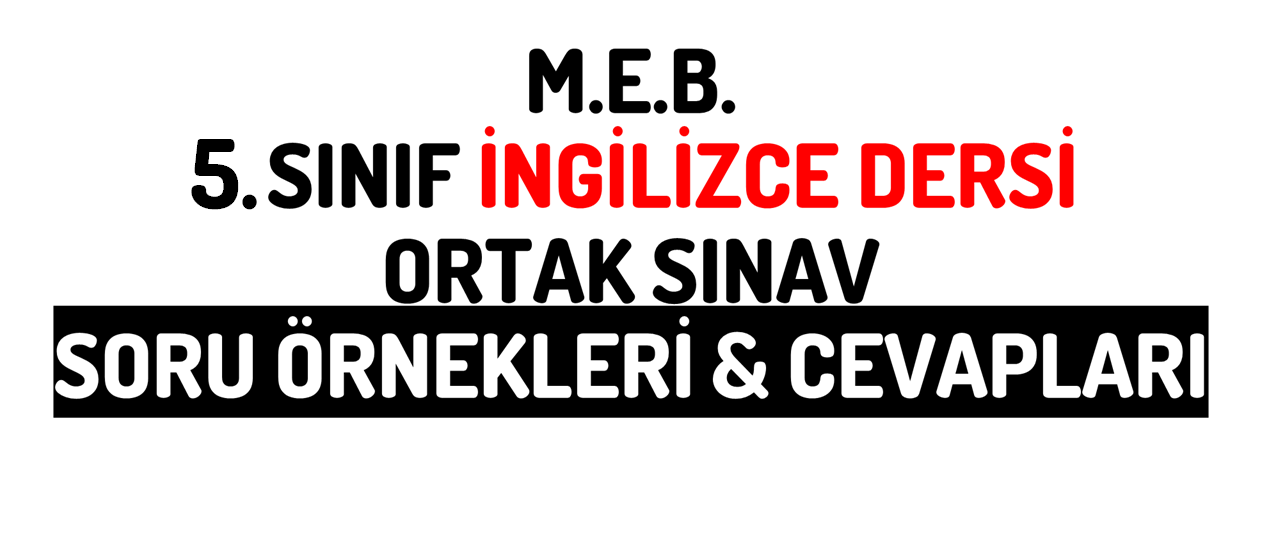 M.E.B.
5. SINIF İNGİLİZCE DERSİ
ORTAK SINAV
SORU ÖRNEKLERİ & CEVAPLARI